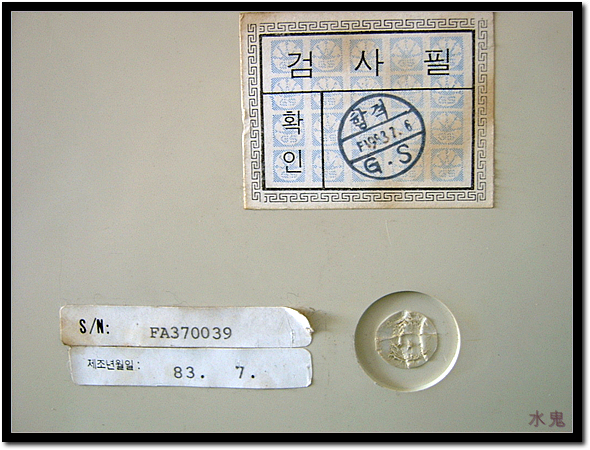 검 사 필
확
인
합격
F1983.7.6
G.S
S/N: FA370039
제조년월일: 83. 7.
水鬼